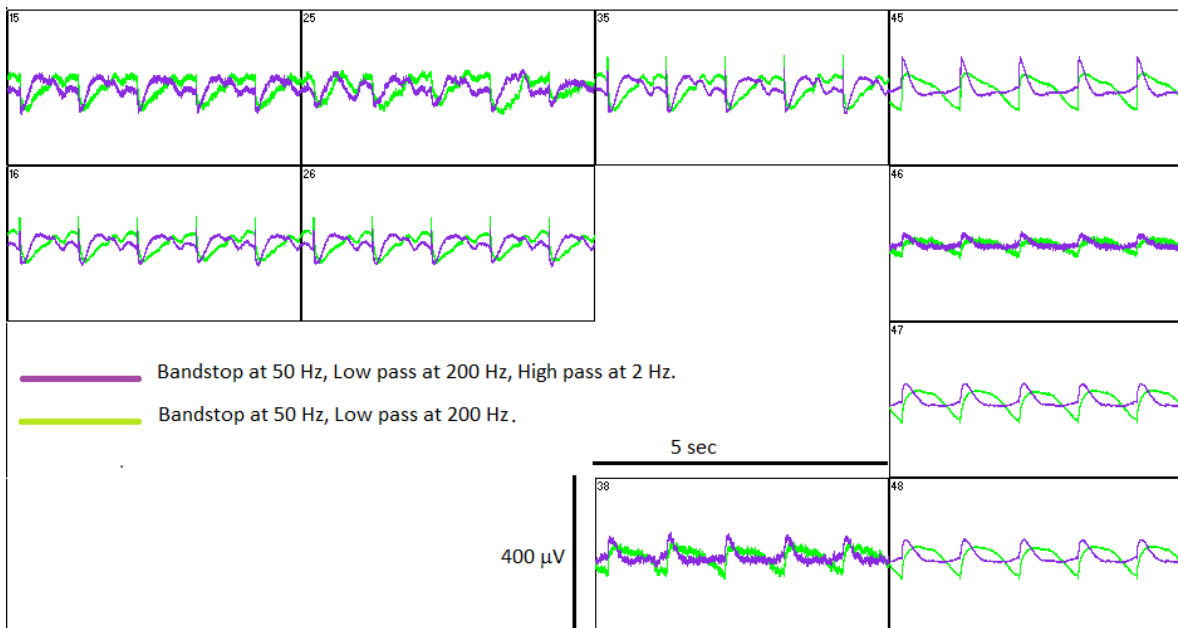 15 25 35 45
16 26 46
47
Bandstop at 50 Hz, Low pass at 200 Hz, High pass at 2 Hz.
Bandstop at 50 Hz, Low pass at 200 Hz.
5 sec
38 48
400 µV